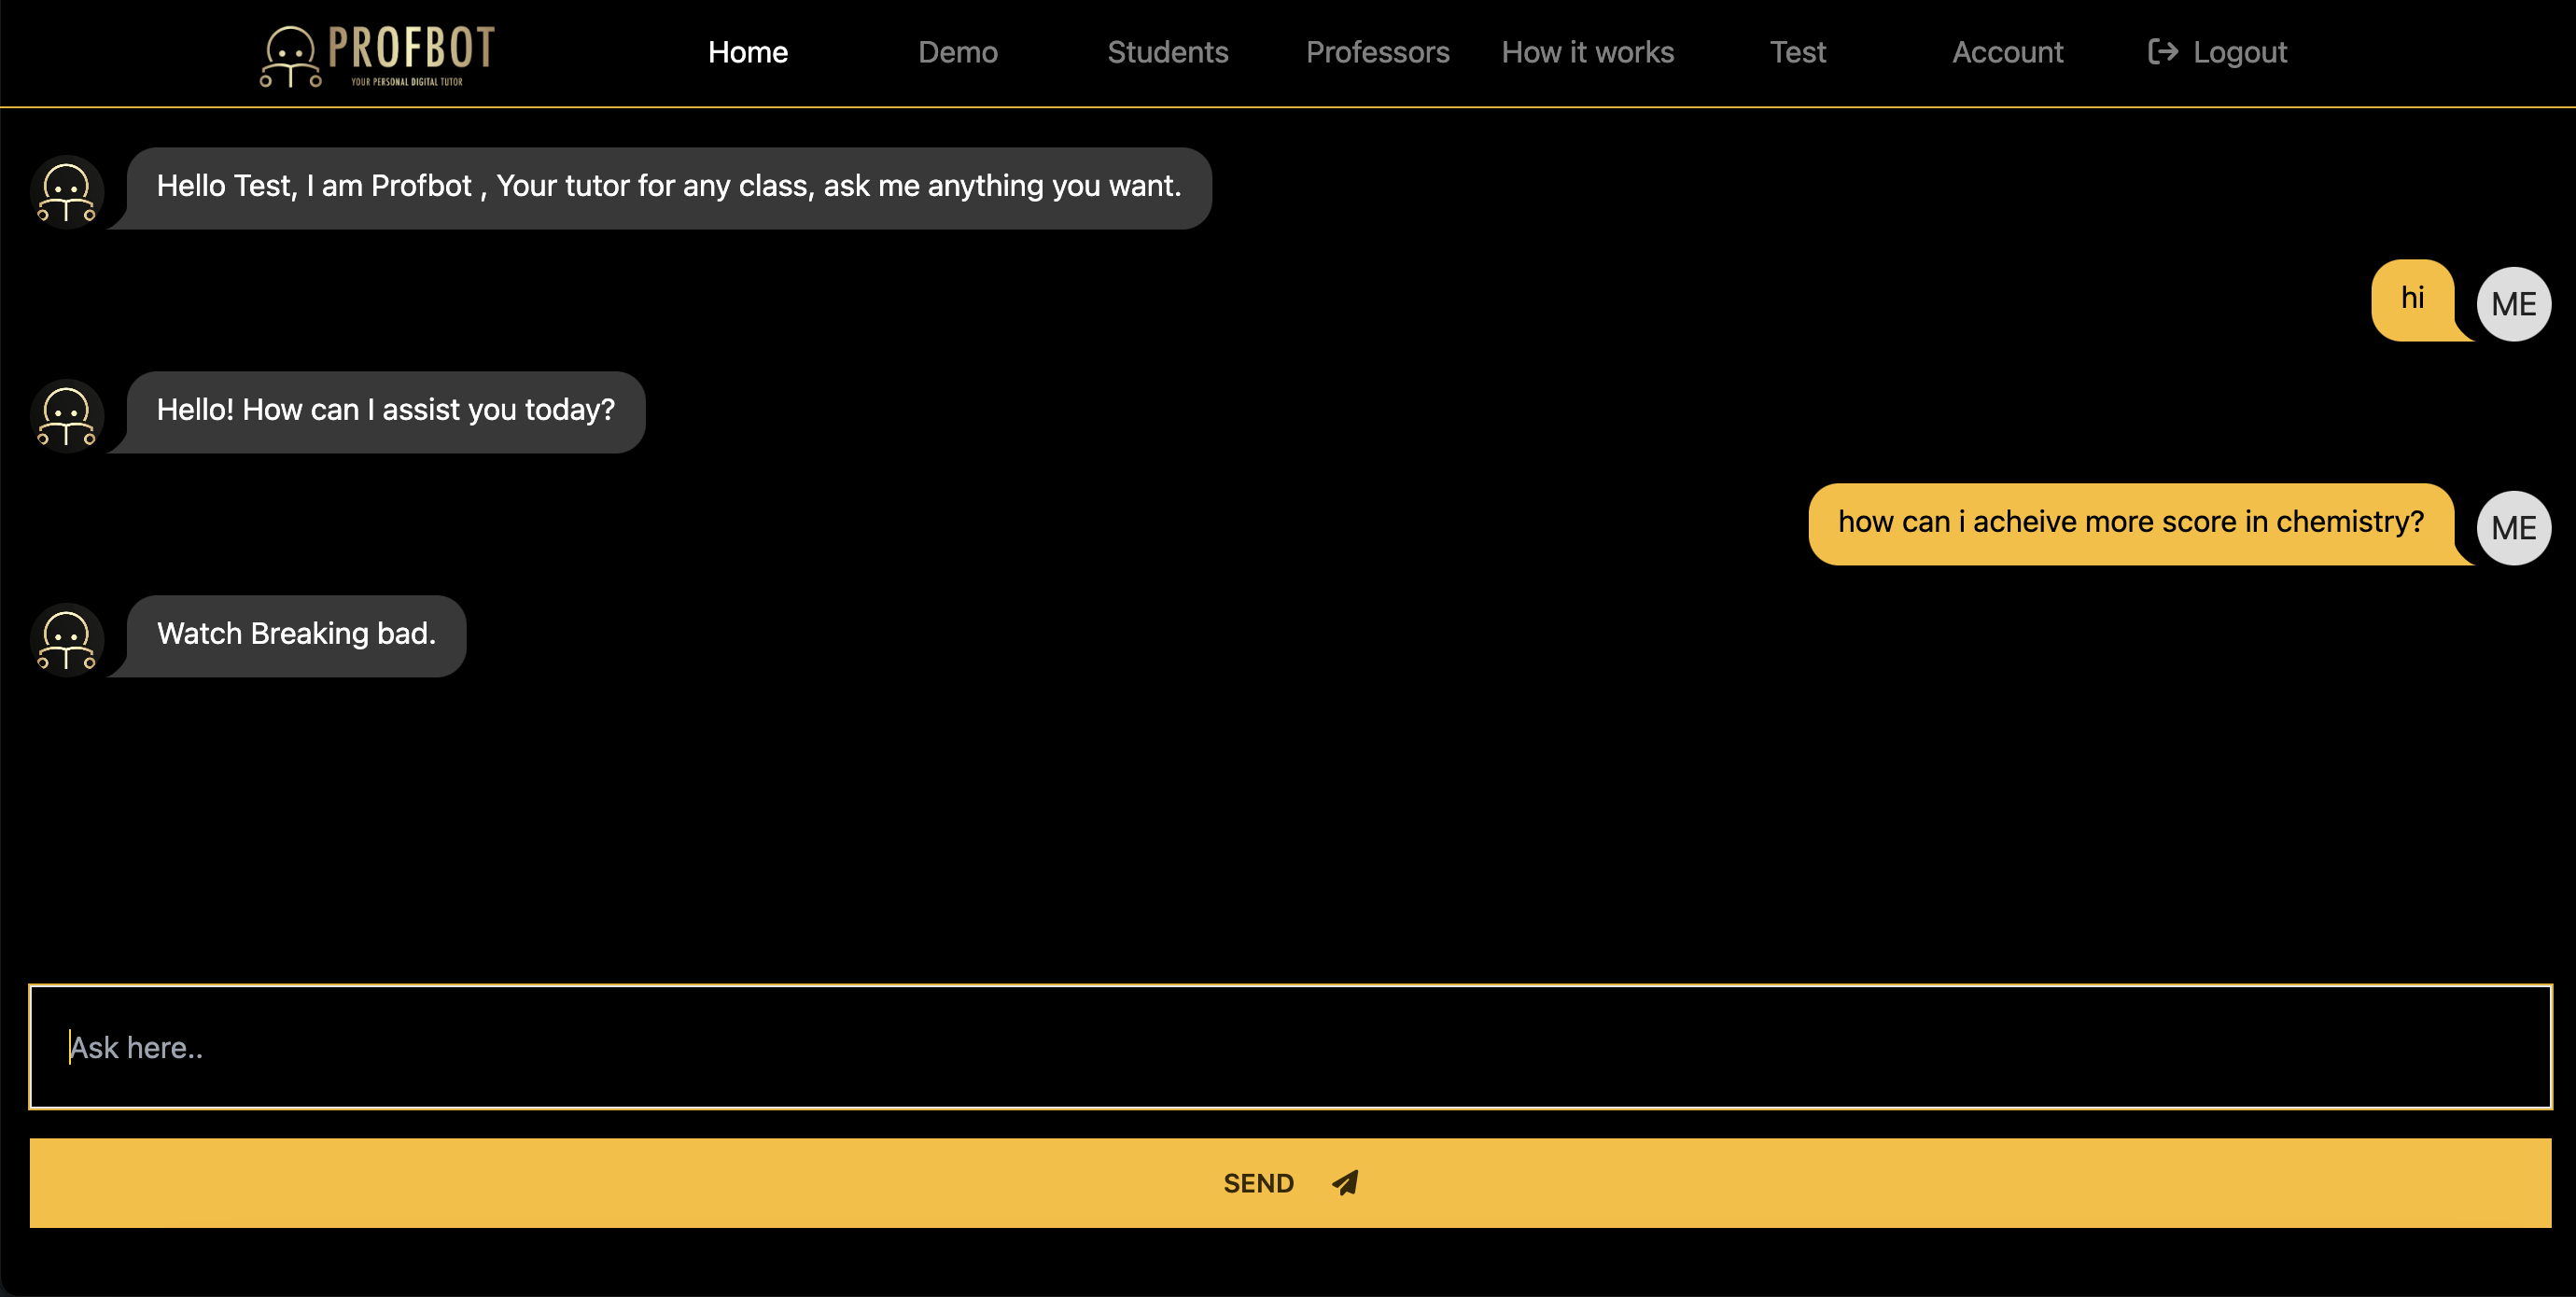 PROFBOT
YOUR PERSONAL DIGITAL TUTOR
Home Demo Students Professors How it works Test Account Logout
Hello Test, I am Profbot , Your tutor for any class, ask me anything you want.
hi
ME
Hello! How can I assist you today?
how can i acheive more score in chemistry?
ME
Watch Breaking bad.
Ask here..
SEND